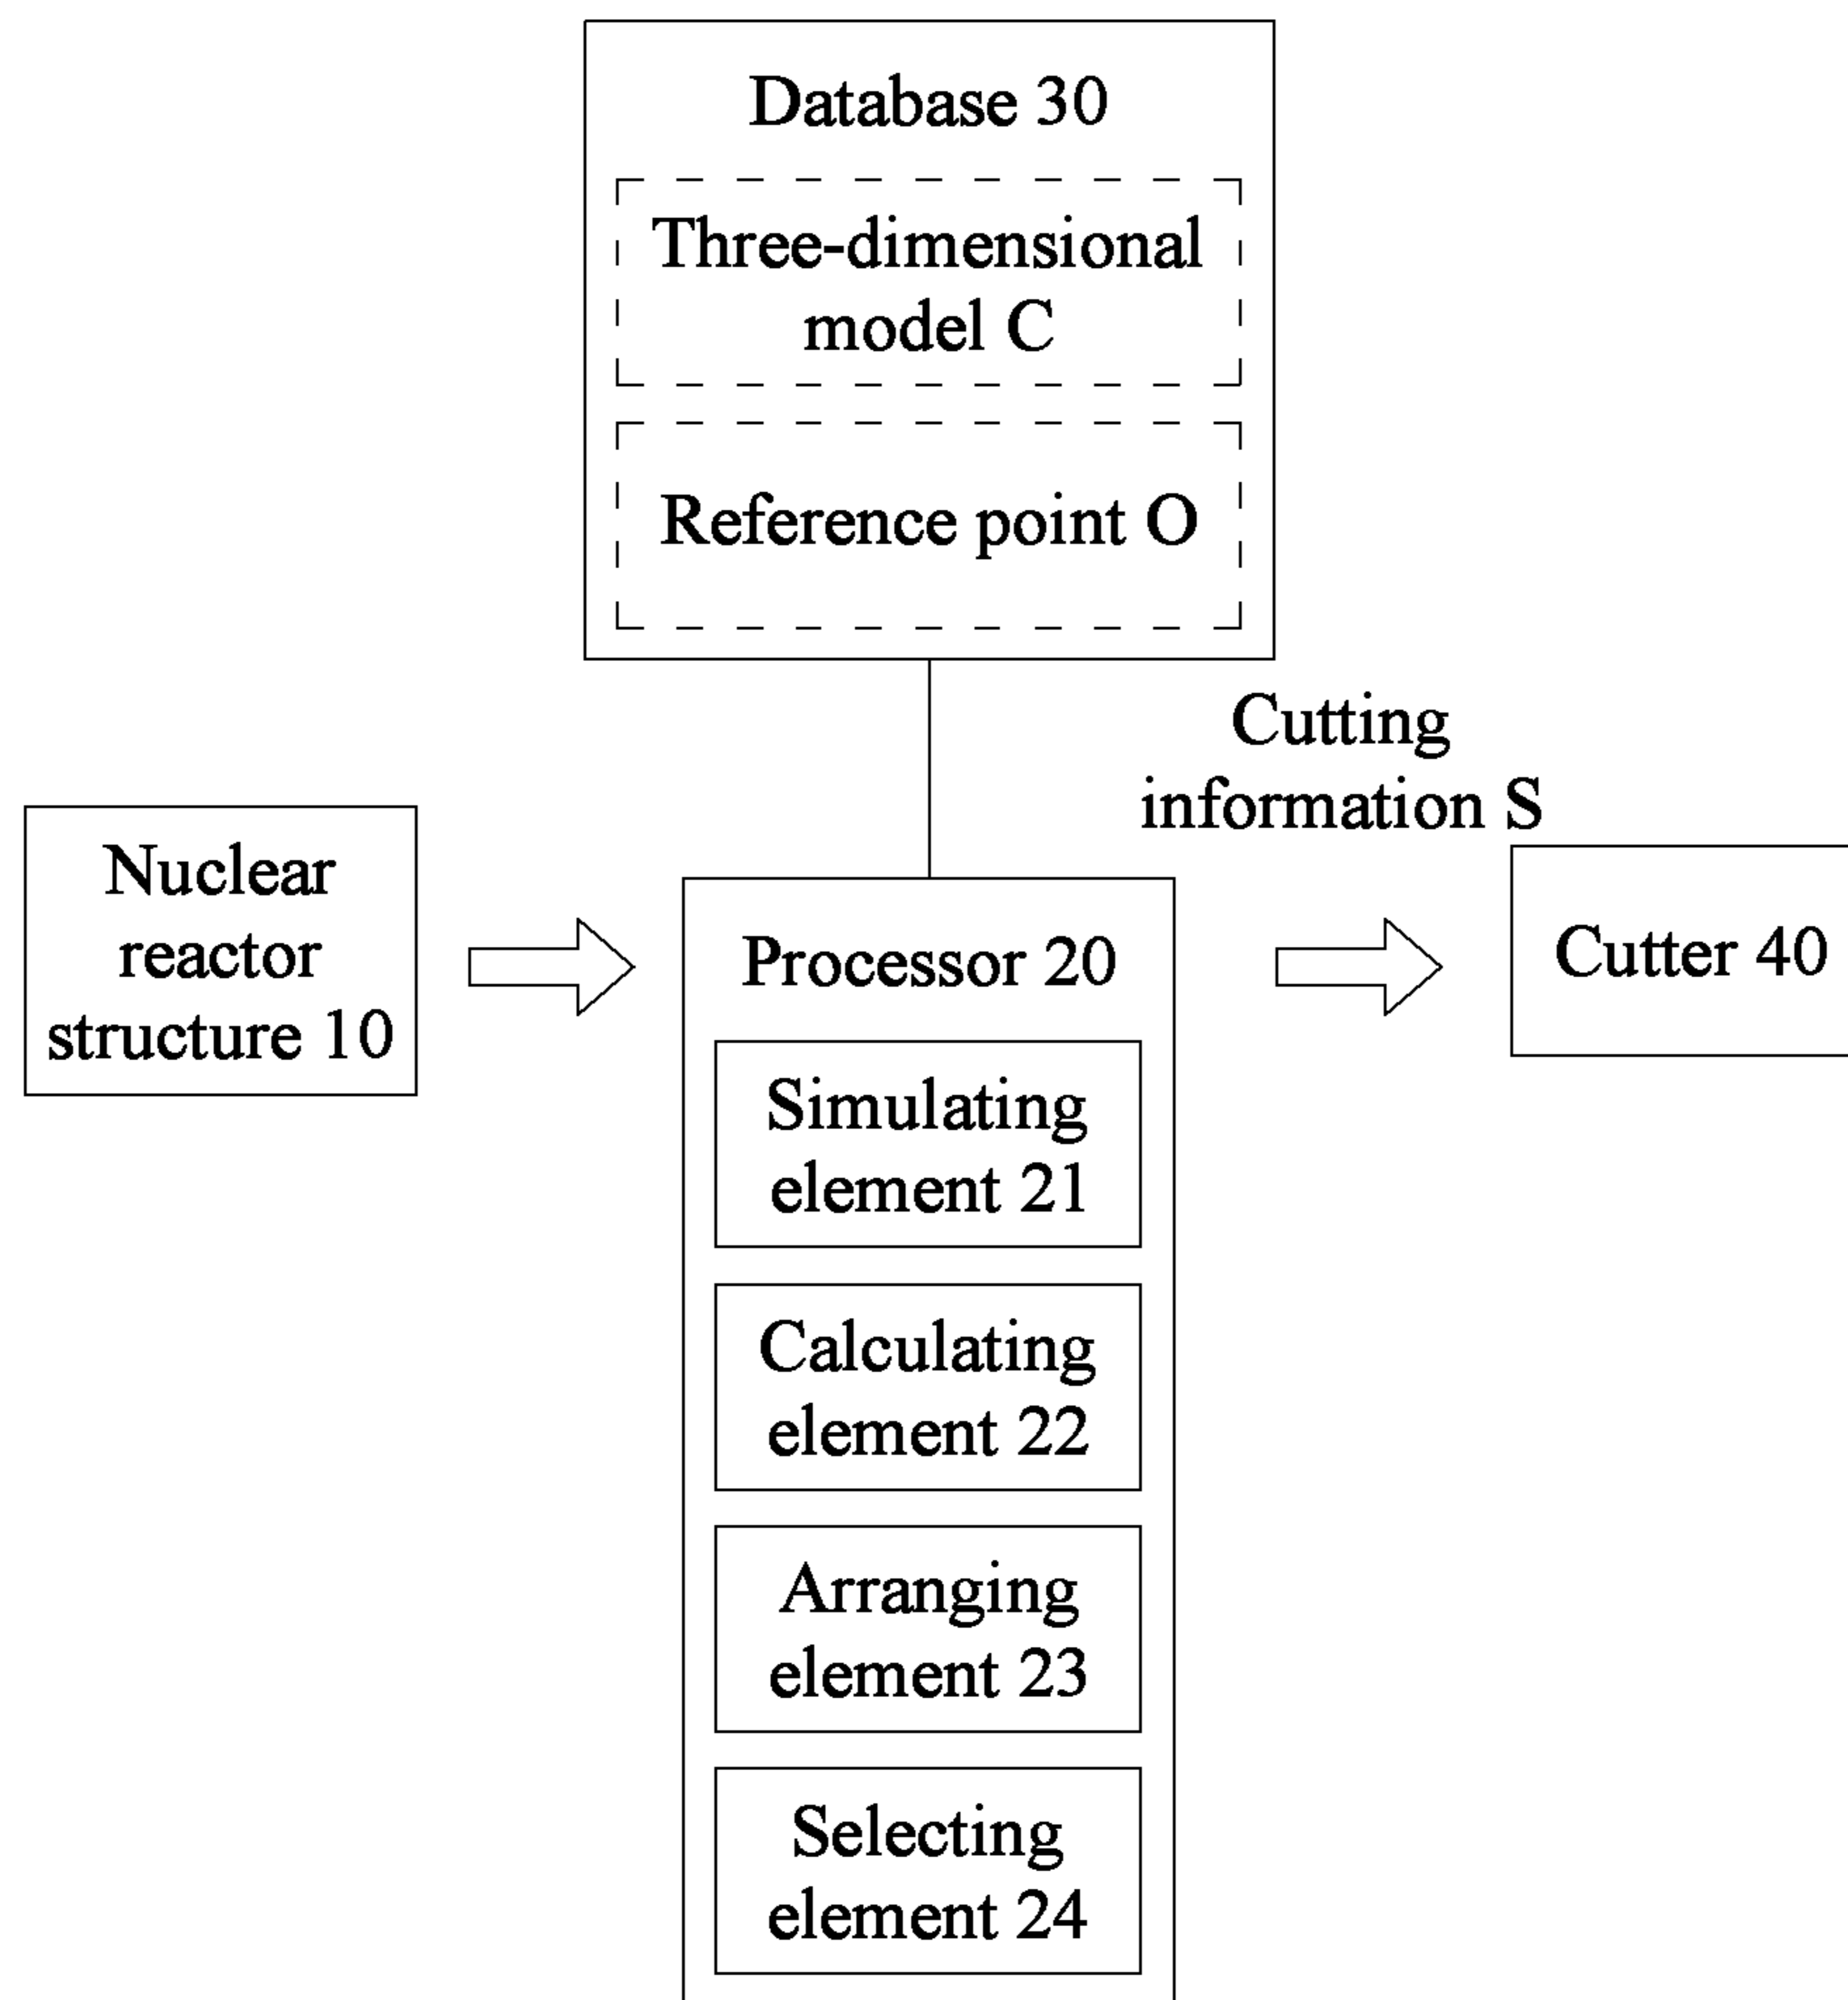 Database 30
Three-dimensional
model C
Reference point O
Cutting
information S
Nuclear
reactor
structure 10
Processor 20
Cutter 40
Simulating
element 21
Calculating
element 22
Arranging
element 23
Selecting
element 24